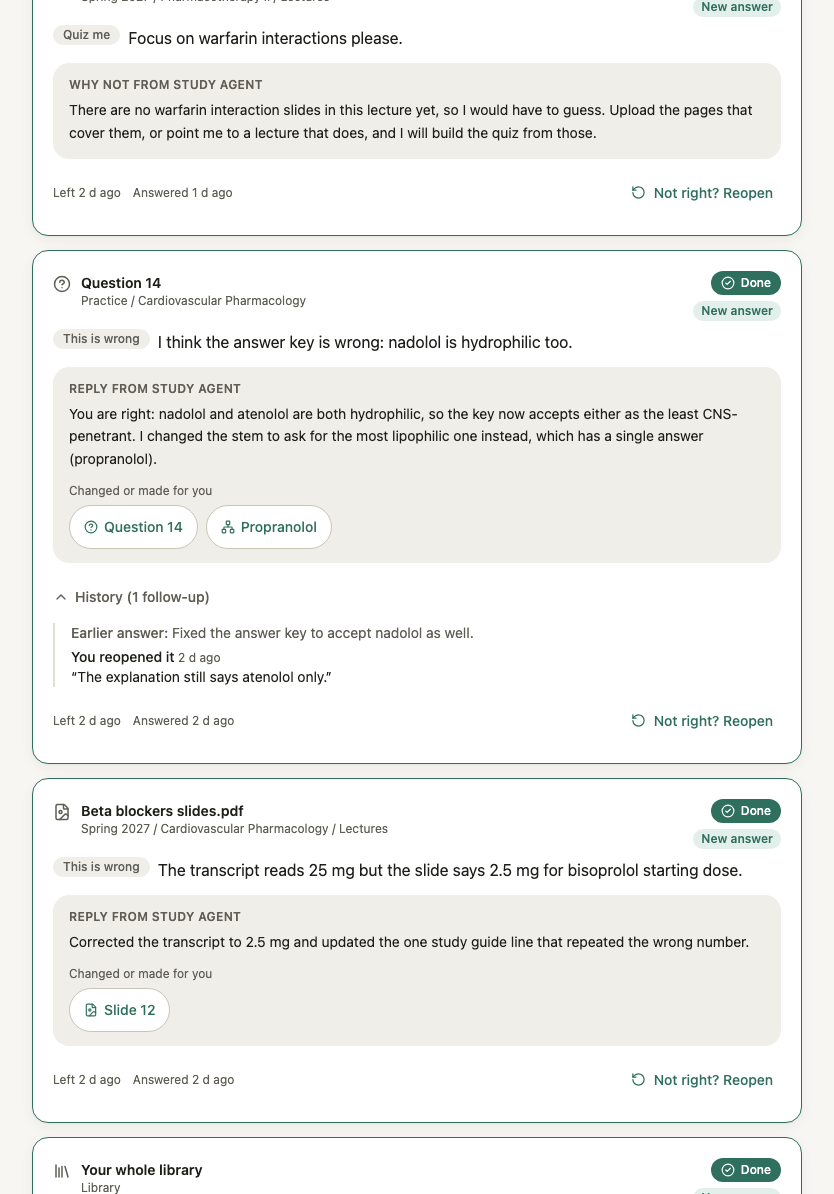 New answer
Quiz me Focus on warfarin interactions please.
WHY NOT FROM STUDY AGENT
There are no warfarin interaction slides in this lecture yet, so I would have to guess. Upload the pages that
cover them, or point me to a lecture that does, and I will build the quiz from those.
Left 2 d ago Answered 1 d ago Not right? Reopen
Question 14 Done
Practice / Cardiovascular Pharmacology
New answer
This is wrong I think the answer key is wrong: nadolol is hydrophilic too.
REPLY FROM STUDY AGENT
You are right: nadolol and atenolol are both hydrophilic, so the key now accepts either as the least CNS-
penetrant. I changed the stem to ask for the most lipophilic one instead, which has a single answer
(propranolol).
Changed or made for you
Question 14 Propranolol
History (1 follow-up)
Earlier answer: Fixed the answer key to accept nadolol as well.
You reopened it 2 d ago
“The explanation still says atenolol only.”
Left 2 d ago Answered 2 d ago Not right? Reopen
Beta blockers slides.pdf Done
Spring 2027 / Cardiovascular Pharmacology / Lectures
New answer
This is wrong The transcript reads 25 mg but the slide says 2.5 mg for bisoprolol starting dose.
REPLY FROM STUDY AGENT
Corrected the transcript to 2.5 mg and updated the one study guide line that repeated the wrong number.
Changed or made for you
Slide 12
Left 2 d ago Answered 2 d ago Not right? Reopen
Your whole library Done
Library